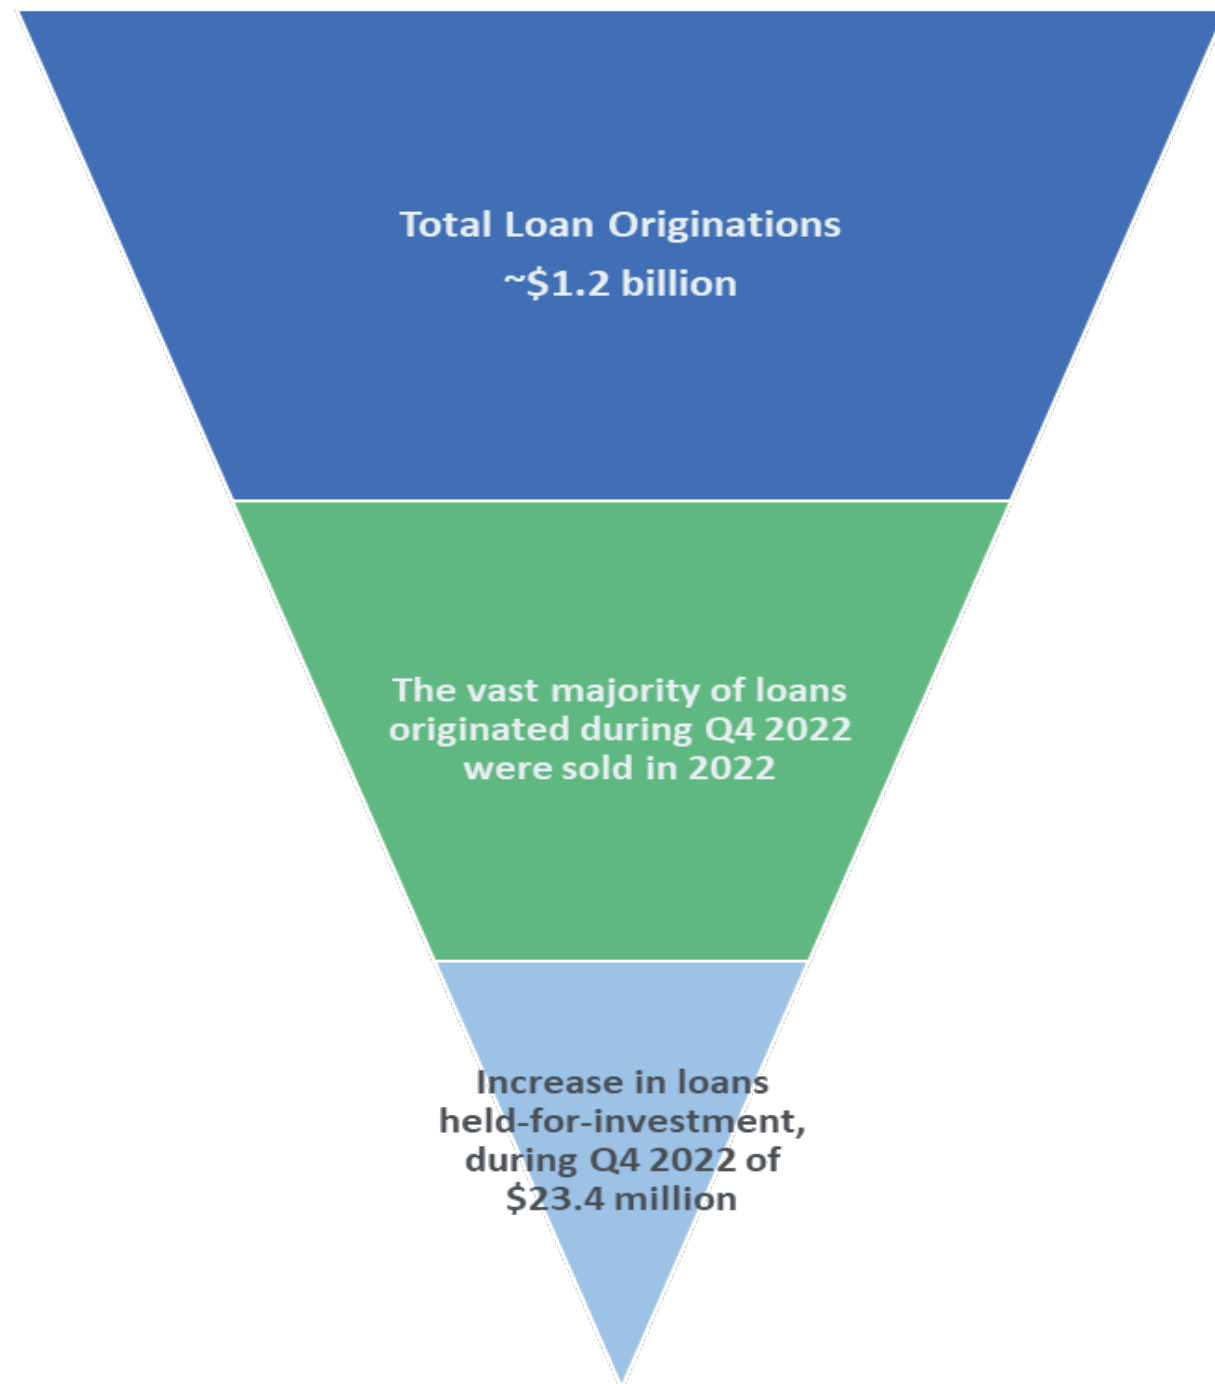 Total Loan Originations
~$1.2 billion
The vast majority of loans
originated during Q4 2022
were sold in 2022
Increase in loans
held-for-investment,
during Q4 2022 of
$23.4 million